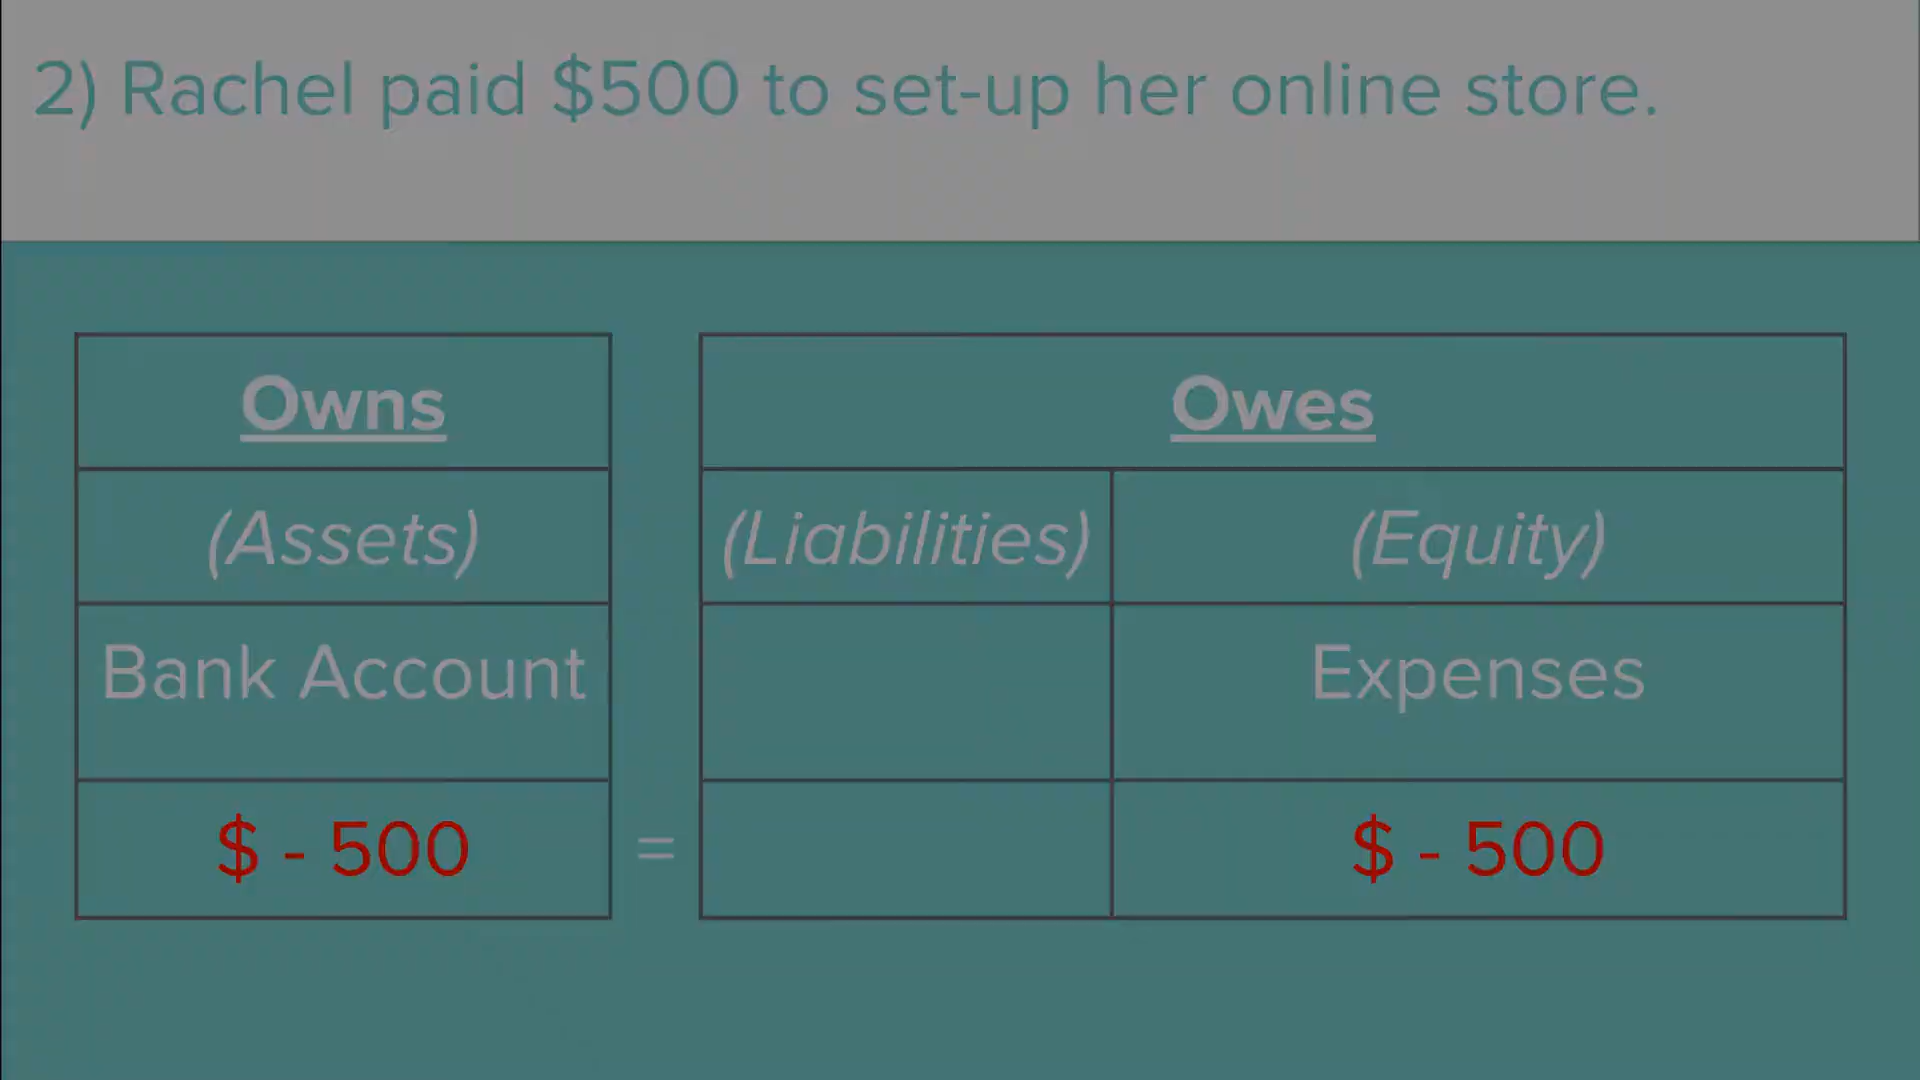 2) Rachel paid $500 to set-up her online store.
Owns
Owes
(Assets)
(Liabilities)
(Equity)
Bank Account
Expenses
$ - 500
=
$ - 500